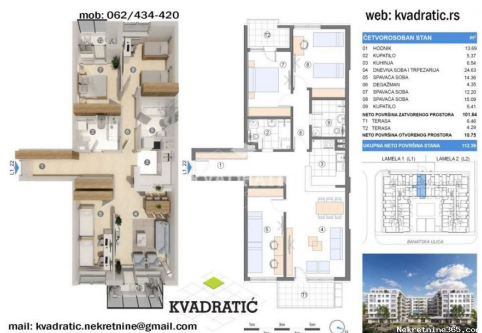 mob: 062/434-420
web: kvadratic.rs
ČETVOROSOBAN STAN m²
01 HODNIK 13.69
02 KUPATILO 5.37
03 KUHINJA 6.54
04 DNEVNA SOBA I TRPEZARIJA 24.63
05 SPAVAĆA SOBA 14.36
06 DEGAŽMAN 4.35
07 SPAVAĆA SOBA 12.20
08 SPAVAĆA SOBA
09 KUPATILO 5.41
NETO POVRŠINA ZATVORENOG PROSTORA 101.64
T1 TERASA 6.46
T2 TERASA 4.29
NETO POVRŠINA OTVORENOG PROSTORA 10.75
UKUPNA NETO POVRŠINA STANA 112.39
LAMELA 1 (L1) LAMELA 2 (L2)
BANATSKA ULICA
L1_22
L1_22
KVADRATIĆ
mail: kvadratic.nekretnine@gmail.com
Nekretnine365.com